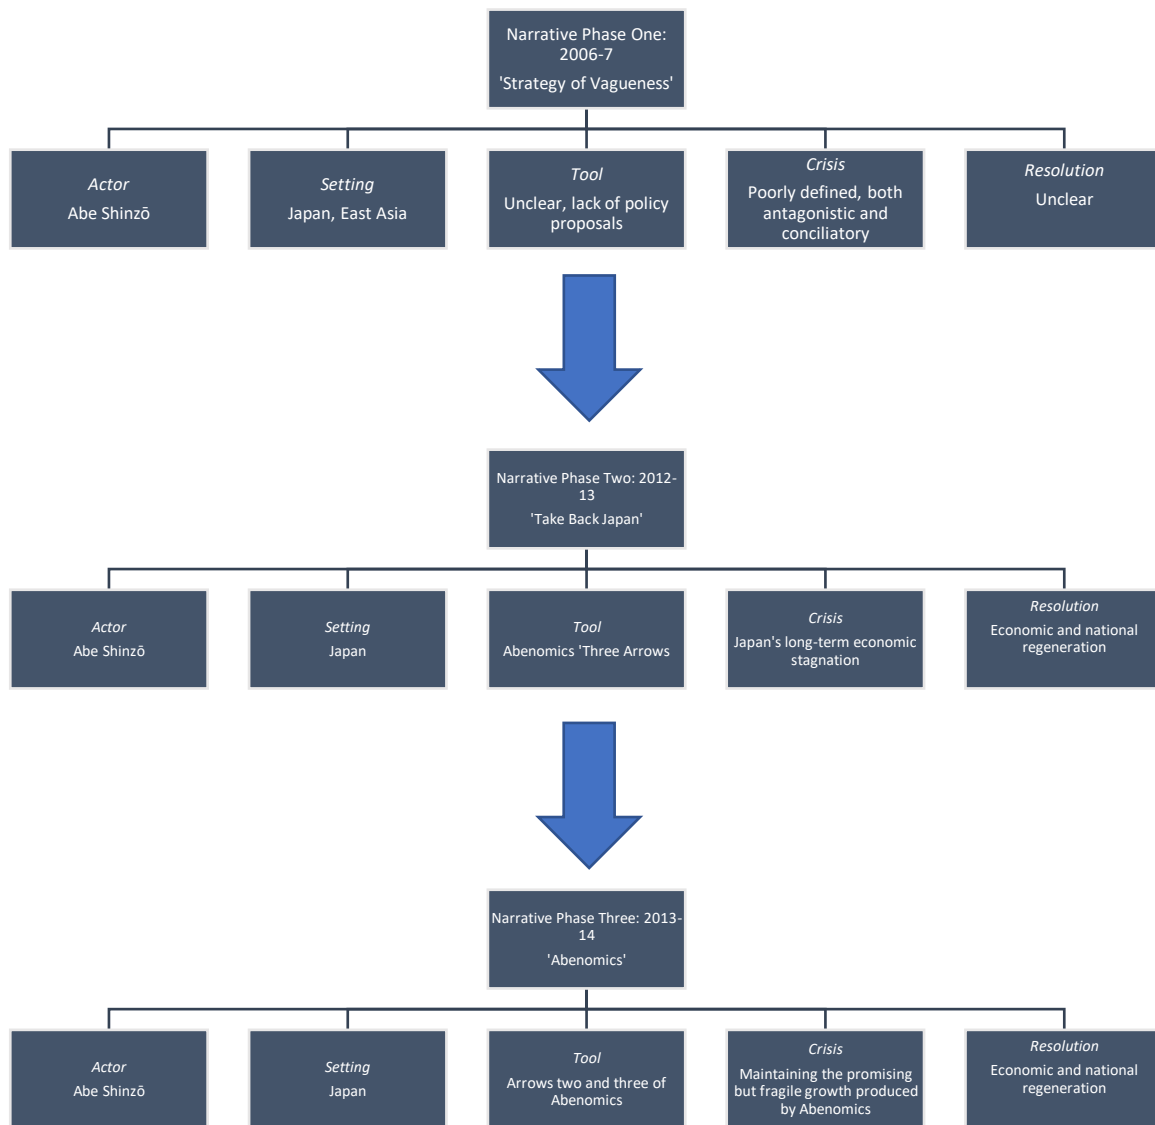 Narrative Phase One:
2006-7
'Strategy of Vagueness'
Actor
Abe Shinzō
Setting
Japan, East Asia
Tool
Unclear, lack of policy
proposals
Crisis
Poorly defined, both
antagonistic and
conciliatory
Resolution
Unclear
Narrative Phase Two: 2012-
13
'Take Back Japan'
Actor
Abe Shinzō
Setting
Japan
Tool
Abenomics 'Three Arrows
Crisis
Japan's long-term economic
stagnation
Resolution
Economic and national
regeneration
Narrative Phase Three: 2013-
14
'Abenomics'
Actor
Abe Shinzō
Setting
Japan
Tool
Arrows two and three of
Abenomics
Crisis
Maintaining the promising
but fragile growth produced
by Abenomics
Resolution
Economic and national
regeneration